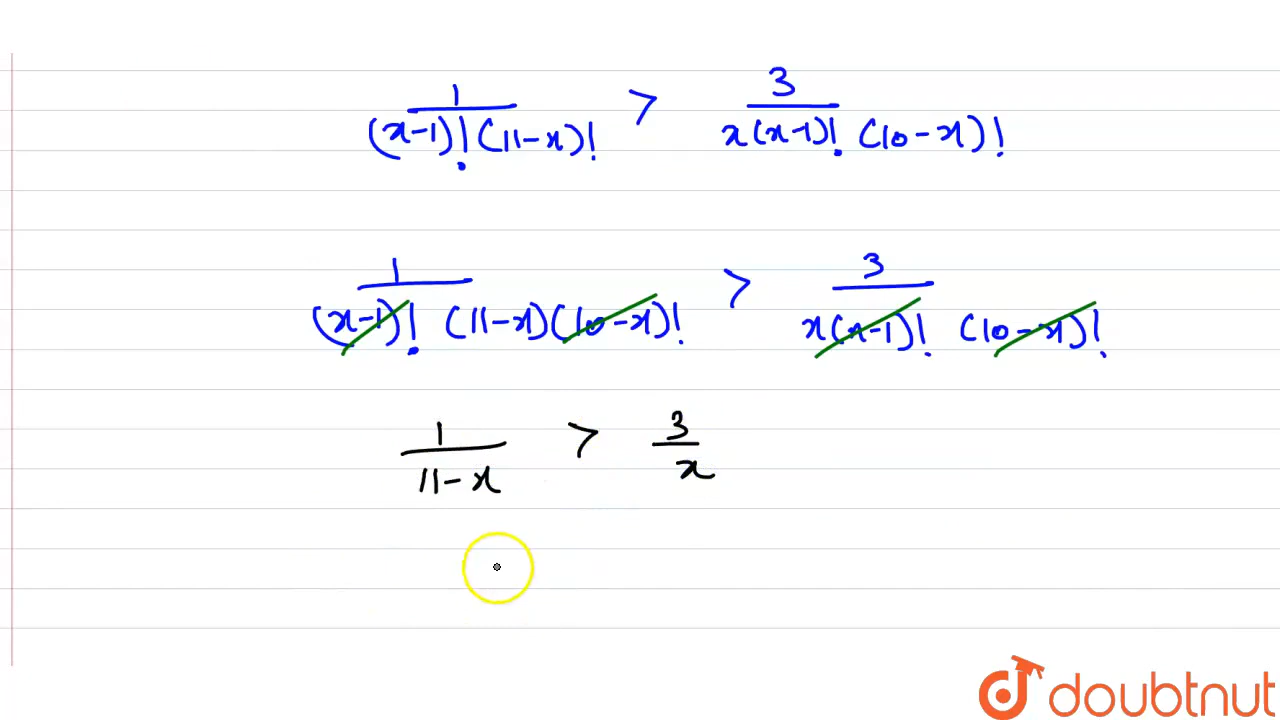 1/((x-1)!(11-x)!) > 3/(x(x-1)!(10-x)!)
1/((x-1)!(11-x)(10-x)!) > 3/(x(x-1)!(10-x)!)
1/(11-x) > 3/x
doubtnut